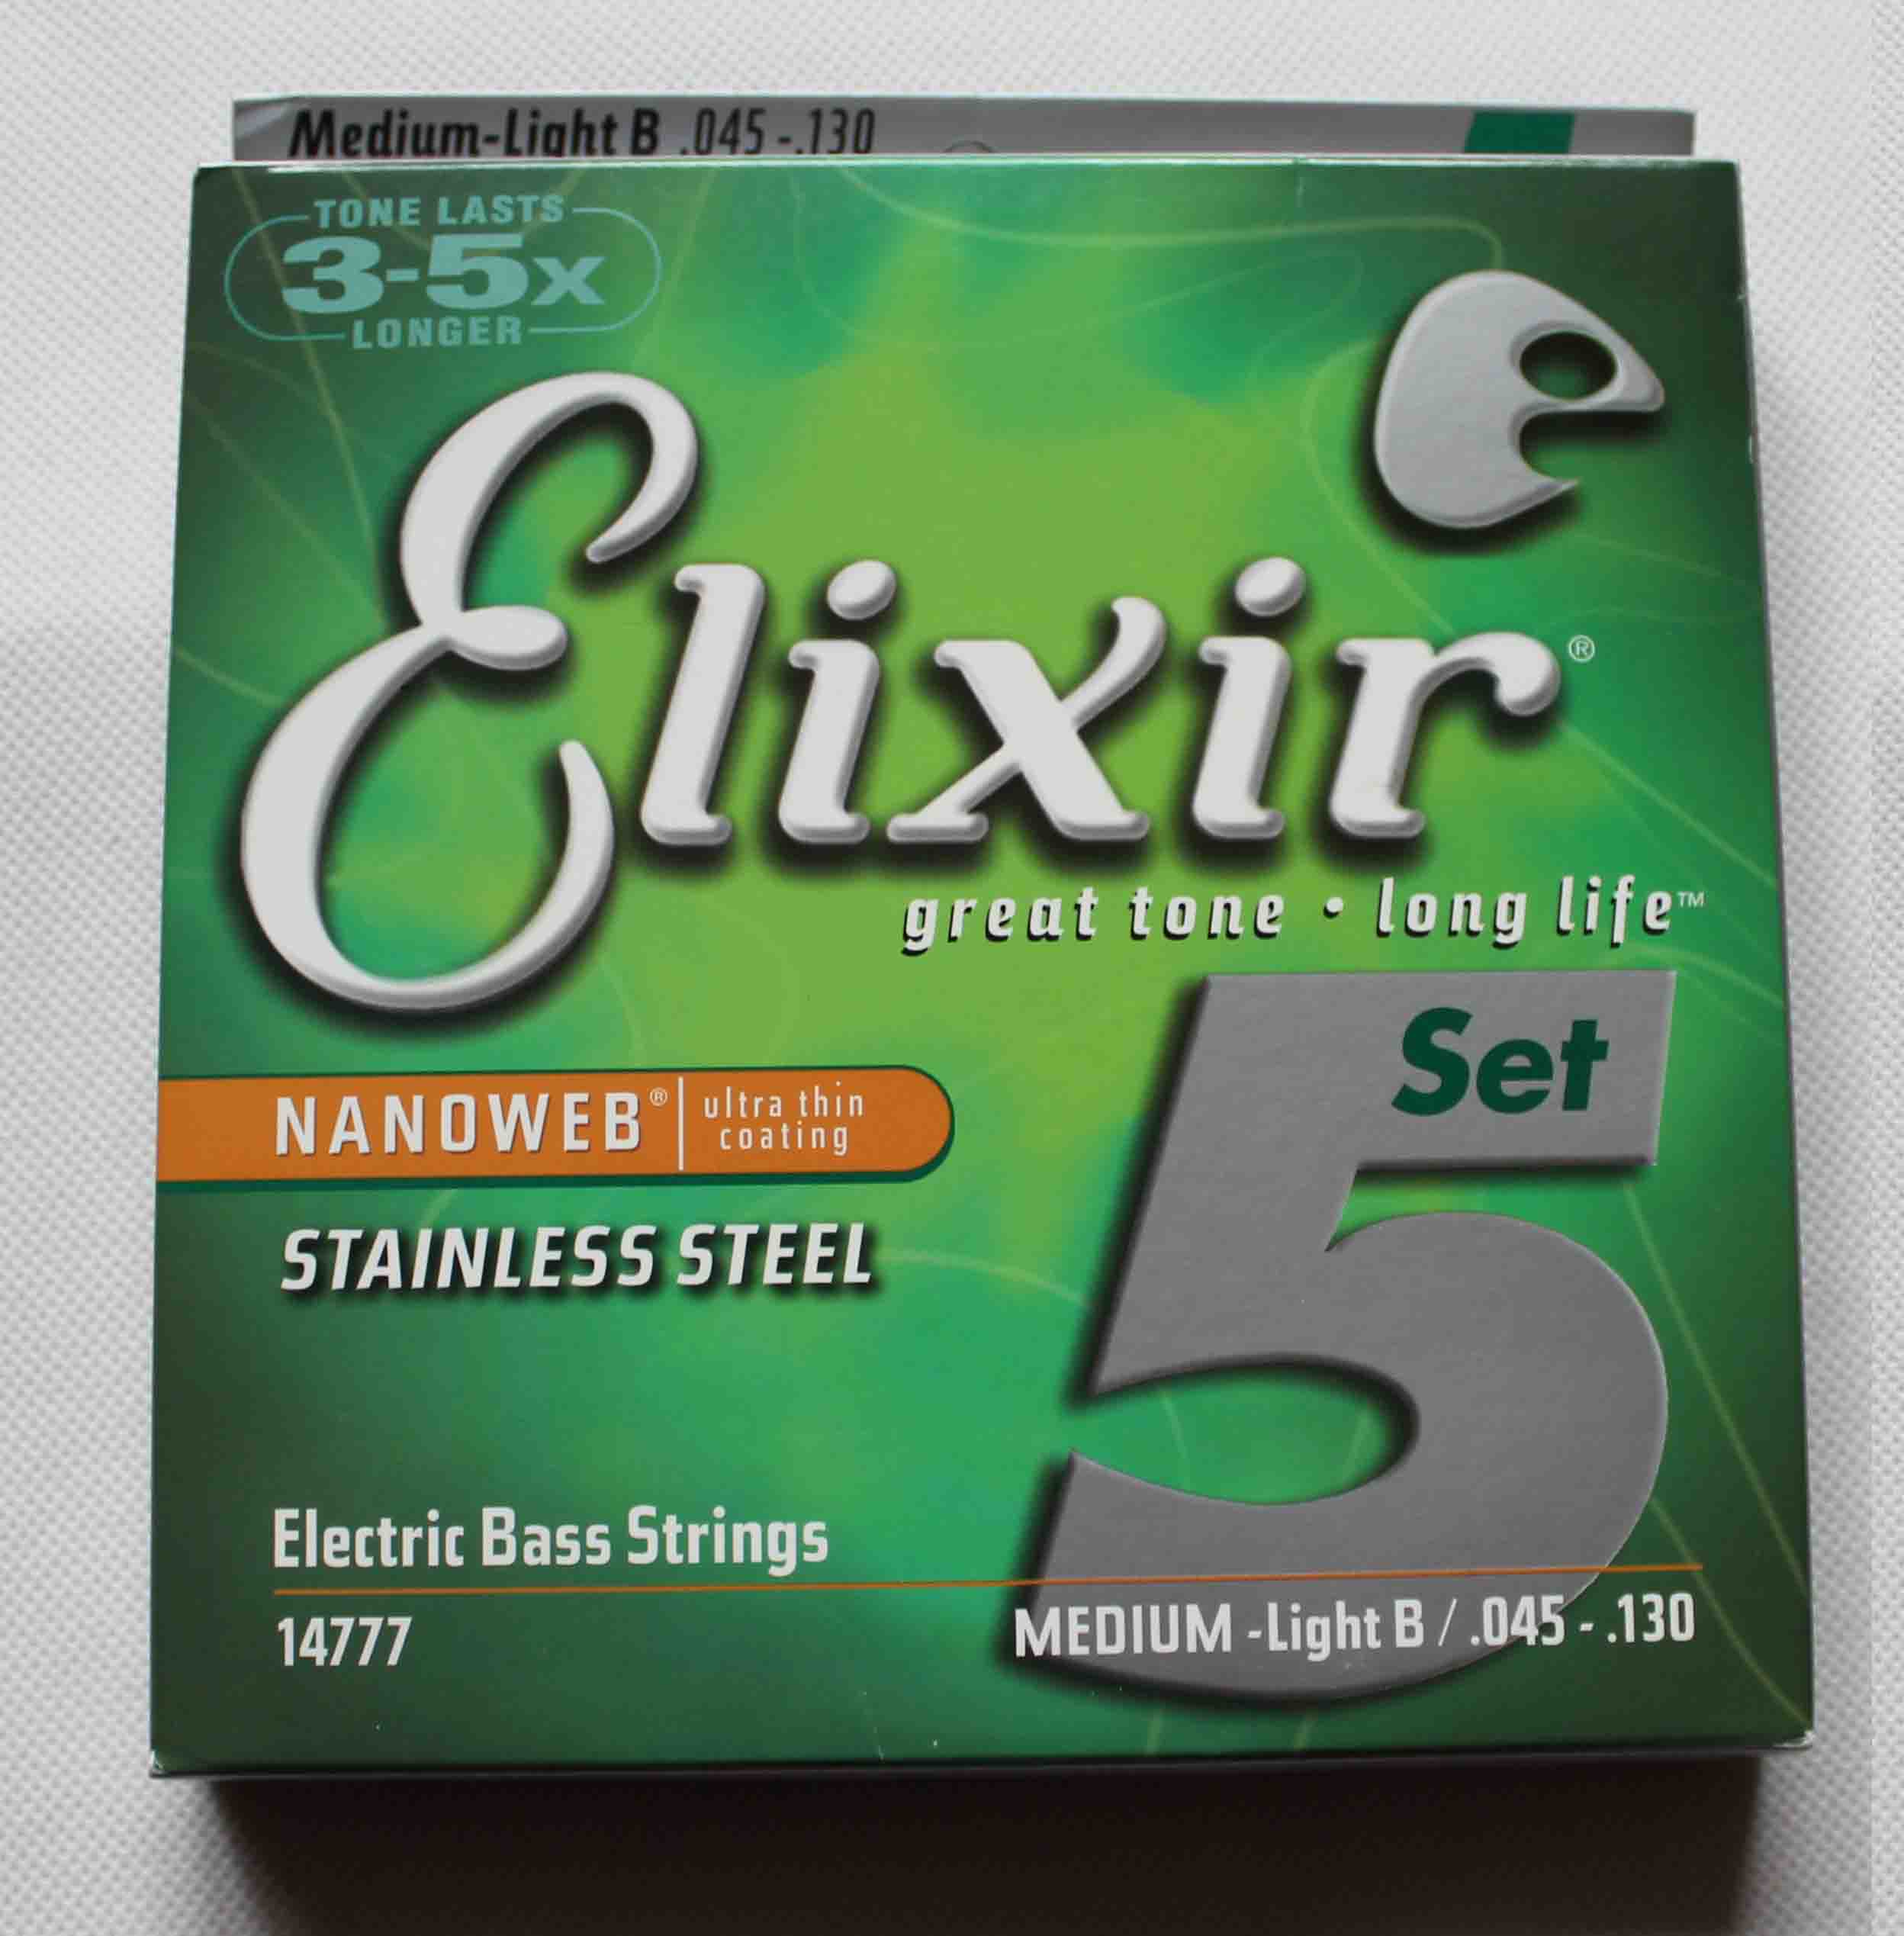 Medium-Light B .045 - .130
TONE LASTS
3-5x
LONGER
e
Elixir®
great tone • long life™
Set
5
NANOWEB® | ultra thin
coating
STAINLESS STEEL
Electric Bass Strings
14777
MEDIUM -Light B / .045 - .130